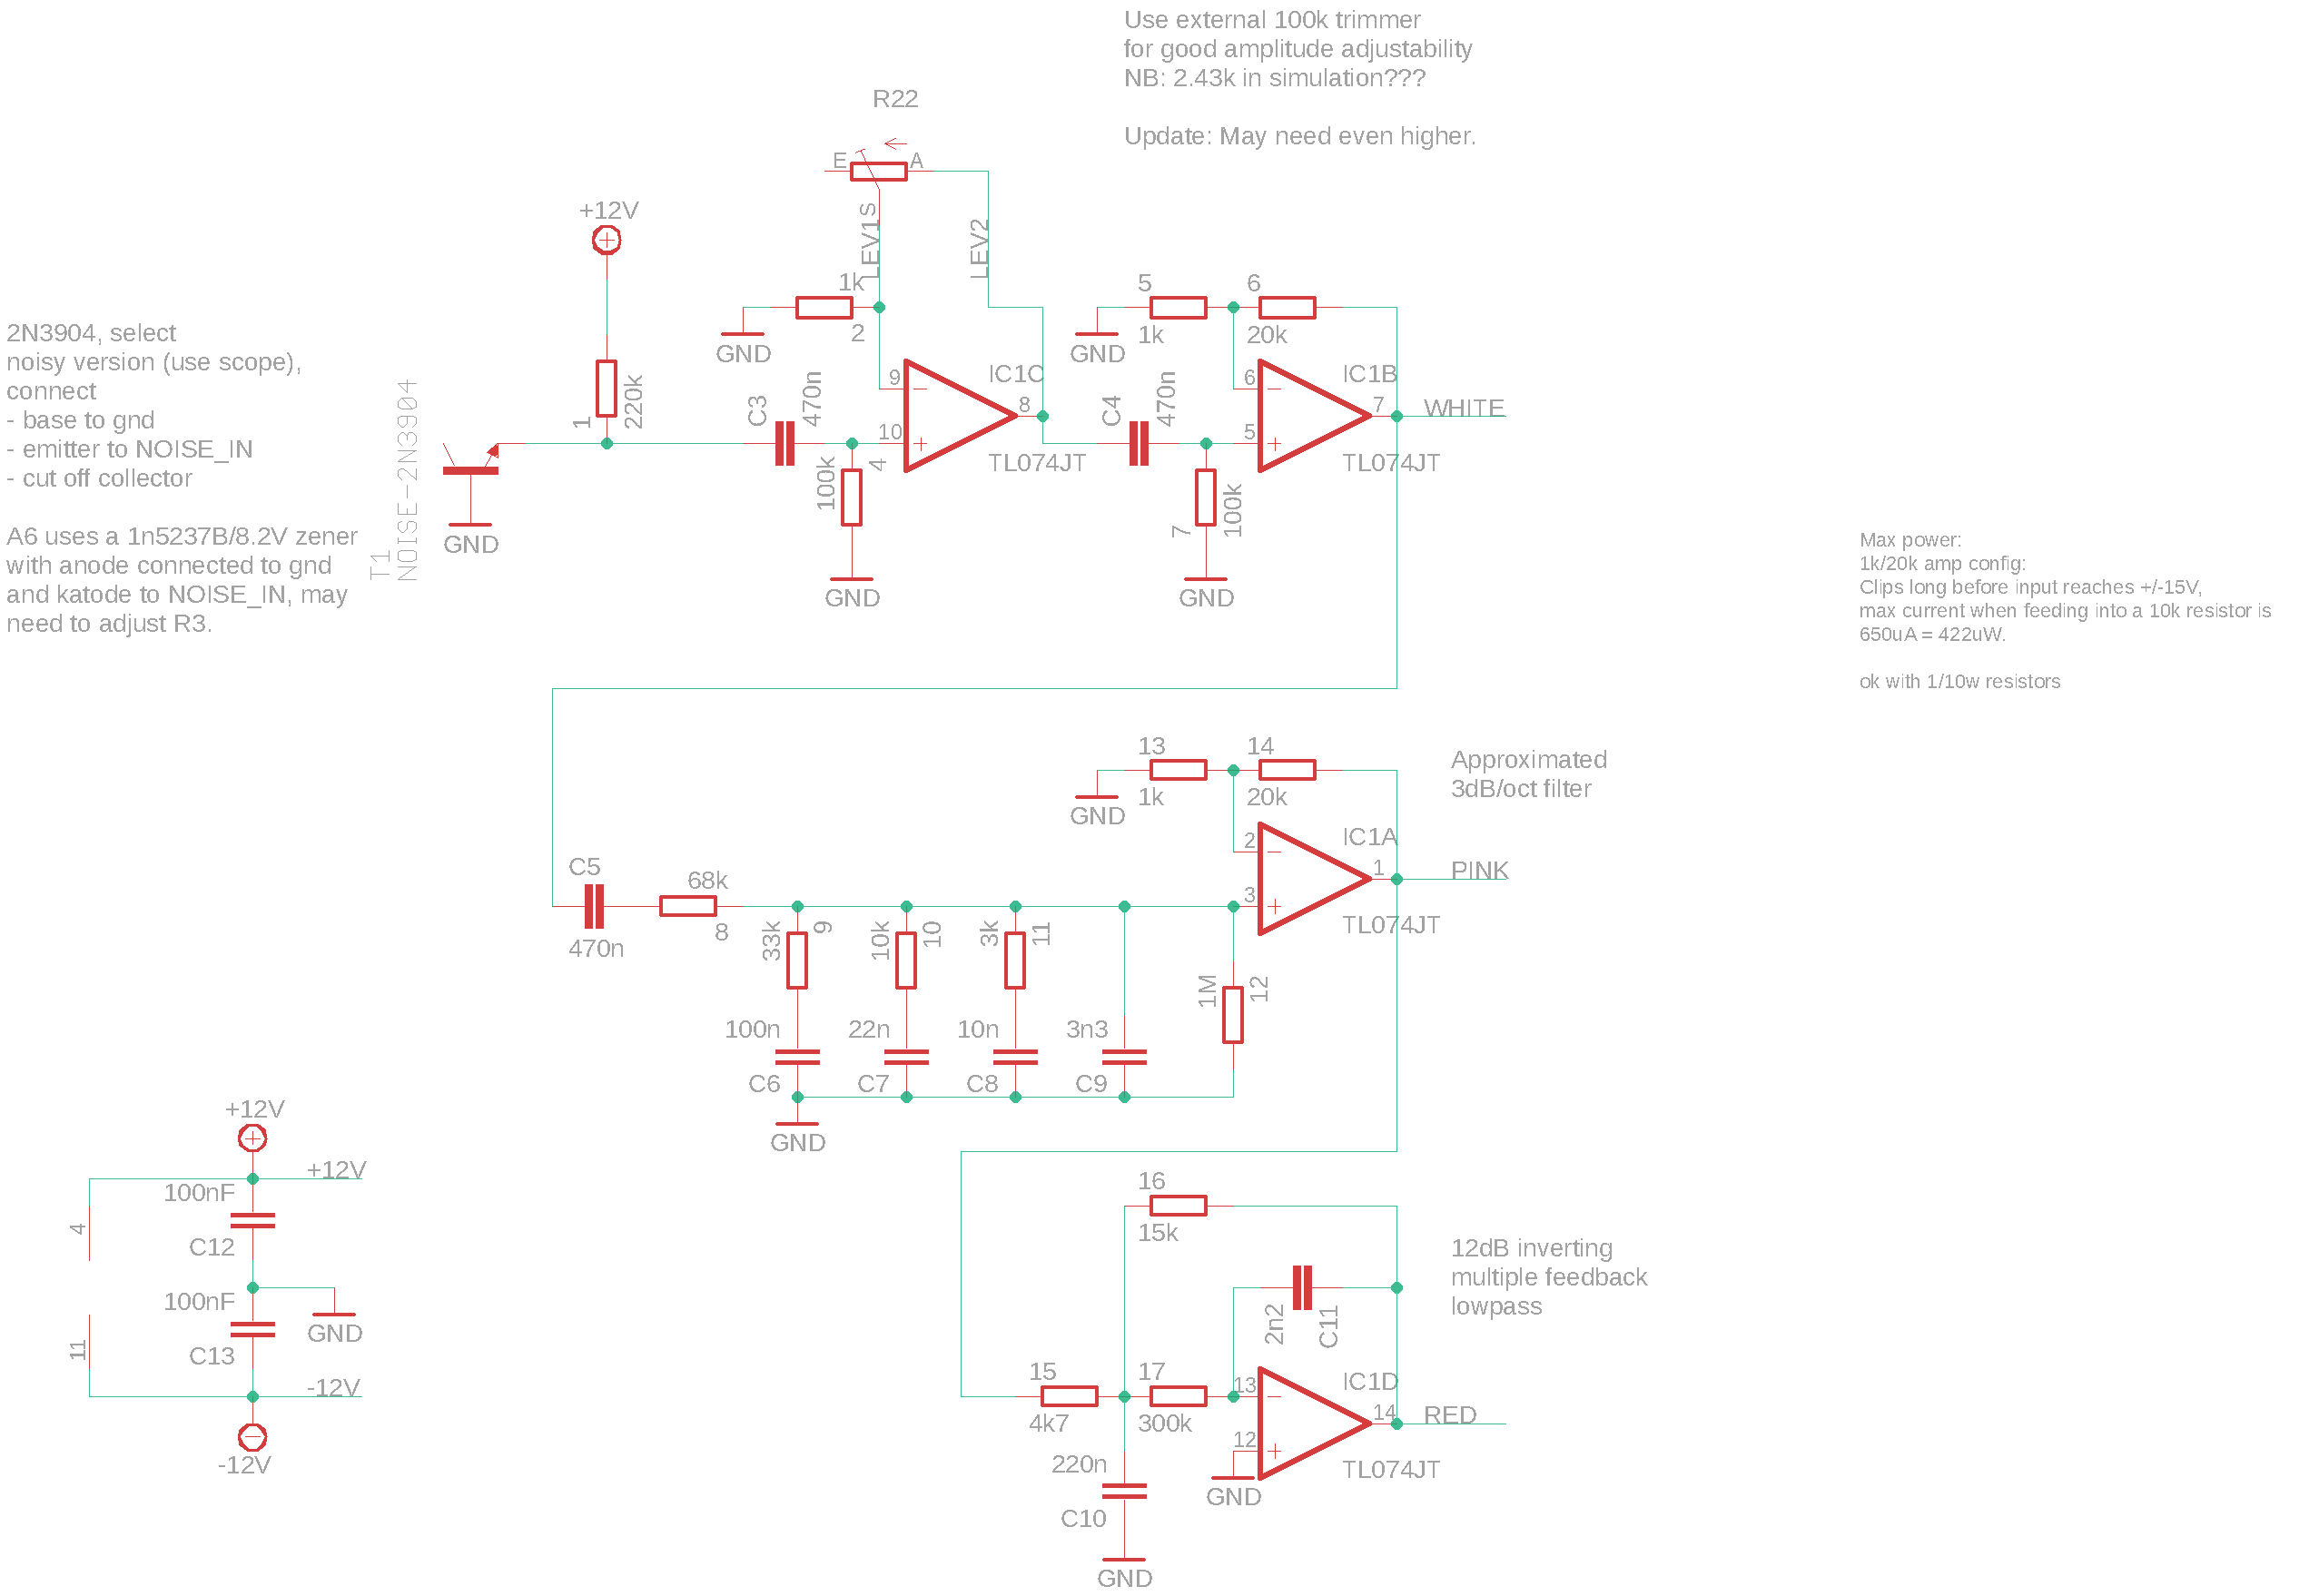 Use external 100k trimmer
for good amplitude adjustability
NB: 2.43k in simulation???
Update: May need even higher.
R22
E
A
S
LEV1
LEV2
+12V
1k
2
GND
5
1k
6
20k
GND
2N3904, select
noisy version (use scope),
connect
- base to gnd
- emitter to NOISE_IN
- cut off collector
A6 uses a 1n5237B/8.2V zener
with anode connected to gnd
and katode to NOISE_IN, may
need to adjust R3.
T1
NOISE-2N3904
GND
1
220k
C3
470n
9
10
8
IC1C
TL074JT
100k
4
GND
C4
470n
6
5
7
IC1B
TL074JT
WHITE
7
100k
GND
Max power:
1k/20k amp config:
Clips long before input reaches +/-15V,
max current when feeding into a 10k resistor is
650uA = 422uW.
ok with 1/10w resistors
13
1k
14
20k
GND
Approximated
3dB/oct filter
IC1A
2
3
1
TL074JT
PINK
C5
470n
68k
8
33k
9
10k
10
3k
11
1M
12
100n
C6
22n
C7
10n
C8
3n3
C9
GND
+12V
+12V
100nF
C12
4
100nF
C13
11
GND
-12V
-12V
16
15k
12dB inverting
multiple feedback
lowpass
2n2
C11
15
4k7
17
300k
13
12
14
IC1D
TL074JT
RED
GND
220n
C10
GND